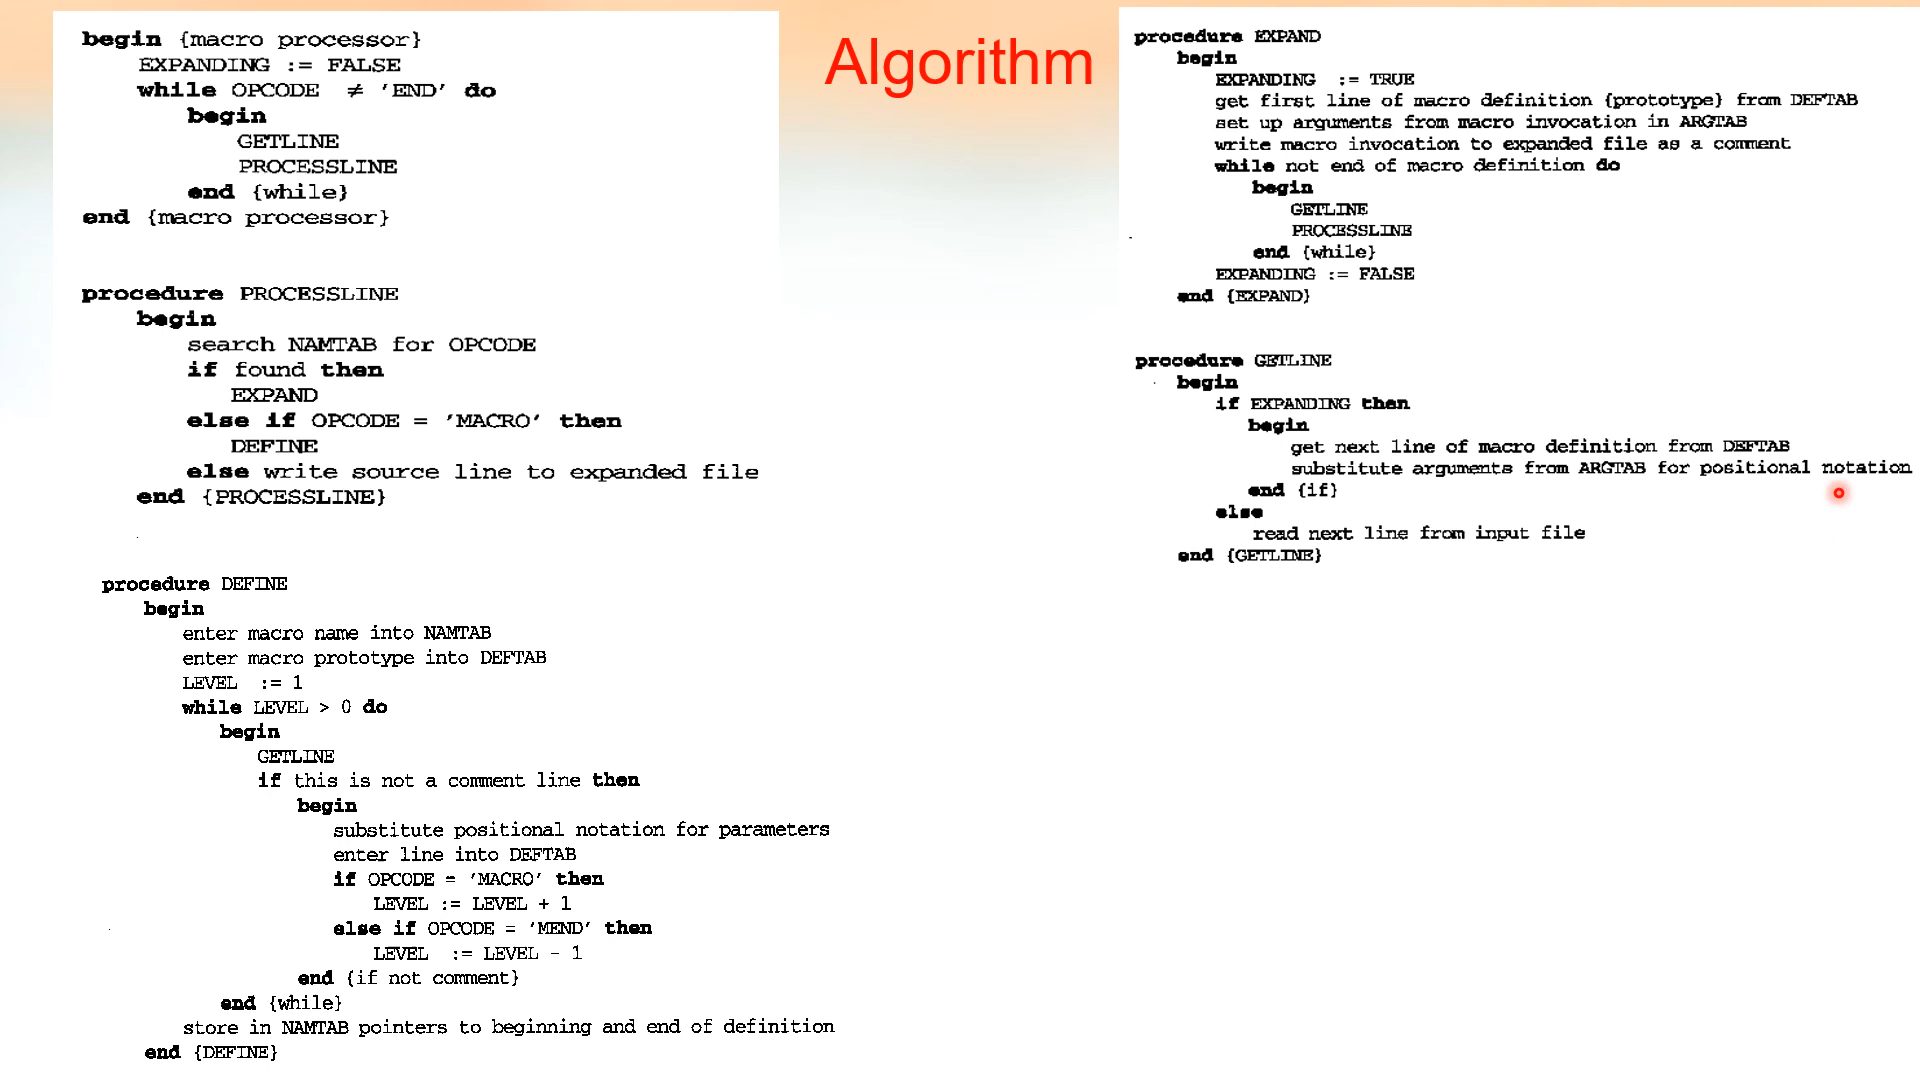 Algorithm
begin {macro processor}
EXPANDING := FALSE
while OPCODE ≠ 'END' do
begin
GETLINE
PROCESSLINE
end {while}
end {macro processor}
procedure PROCESSLINE
begin
search NAMTAB for OPCODE
if found then
EXPAND
else if OPCODE = 'MACRO' then
DEFINE
else write source line to expanded file
end {PROCESSLINE}
procedure DEFINE
begin
enter macro name into NAMTAB
enter macro prototype into DEFTAB
LEVEL := 1
while LEVEL > 0 do
begin
GETLINE
if this is not a comment line then
begin
substitute positional notation for parameters
enter line into DEFTAB
if OPCODE = 'MACRO' then
LEVEL := LEVEL + 1
else if OPCODE = 'MEND' then
LEVEL := LEVEL - 1
end {if not comment}
end {while}
store in NAMTAB pointers to beginning and end of definition
end {DEFINE}
procedure EXPAND
begin
EXPANDING := TRUE
get first line of macro definition {prototype} from DEFTAB
set up arguments from macro invocation in ARGTAB
write macro invocation to expanded file as a comment
while not end of macro definition do
begin
GETLINE
PROCESSLINE
end {while}
EXPANDING := FALSE
end {EXPAND}
procedure GETLINE
begin
if EXPANDING then
begin
get next line of macro definition from DEFTAB
substitute arguments from ARGTAB for positional notation
end {if}
else
read next line from input file
end {GETLINE}